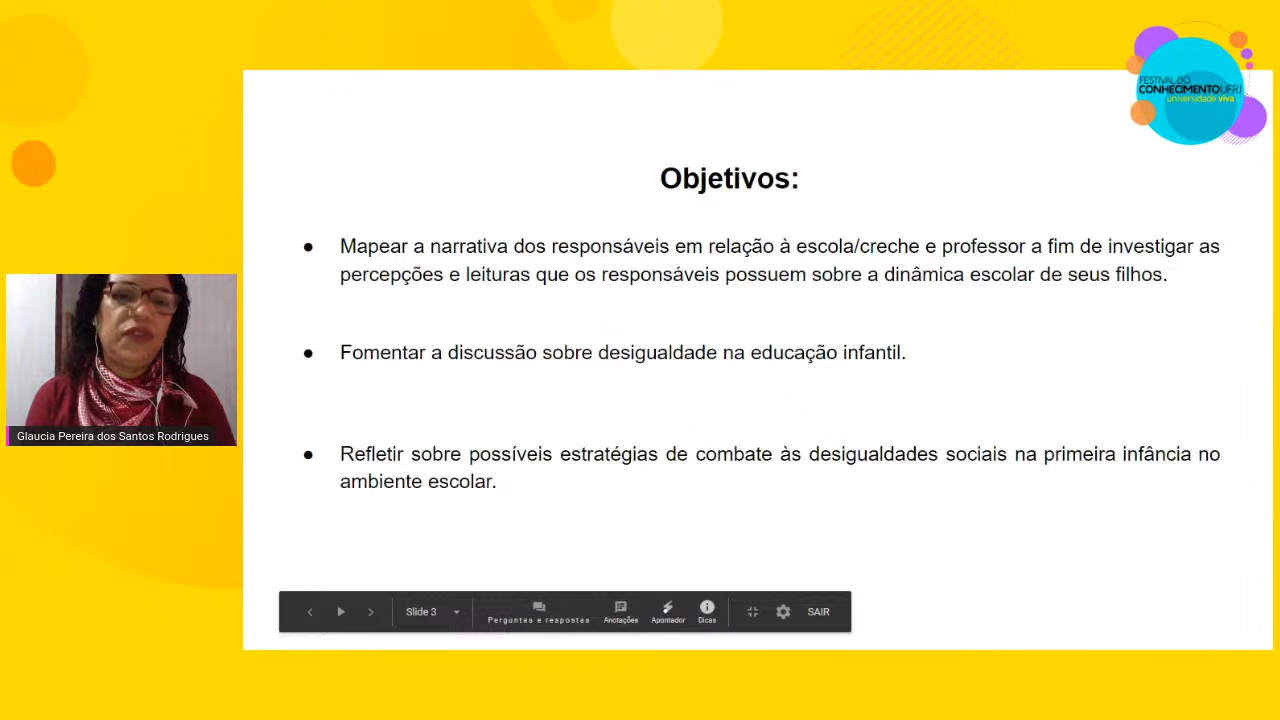 FESTIVAL DO
CONHECIMENTOUFRJ
universidade viva
Objetivos:
● Mapear a narrativa dos responsáveis em relação à escola/creche e professor a fim de investigar as
percepções e leituras que os responsáveis possuem sobre a dinâmica escolar de seus filhos.
● Fomentar a discussão sobre desigualdade na educação infantil.
● Refletir sobre possíveis estratégias de combate às desigualdades sociais na primeira infância no
ambiente escolar.
Glaucia Pereira dos Santos Rodrigues
Slide 3
Perguntas e respostas
Anotações
Apontador
Dicas
SAIR